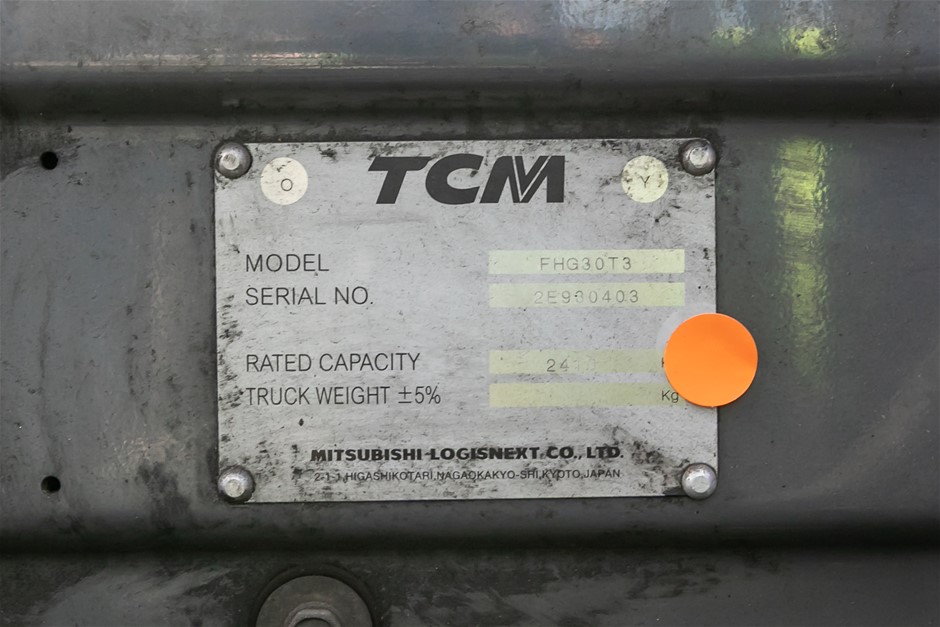 O TCM Y
MODEL FHG30T3
SERIAL NO. 2E980403
RATED CAPACITY
TRUCK WEIGHT ±5% Kg
MITSUBISHI LOGISNEXT CO., LTD.
2-1-1,HIGASHIKOTARI,NAGAOKAKYO-SHI,KYOTO,JAPAN